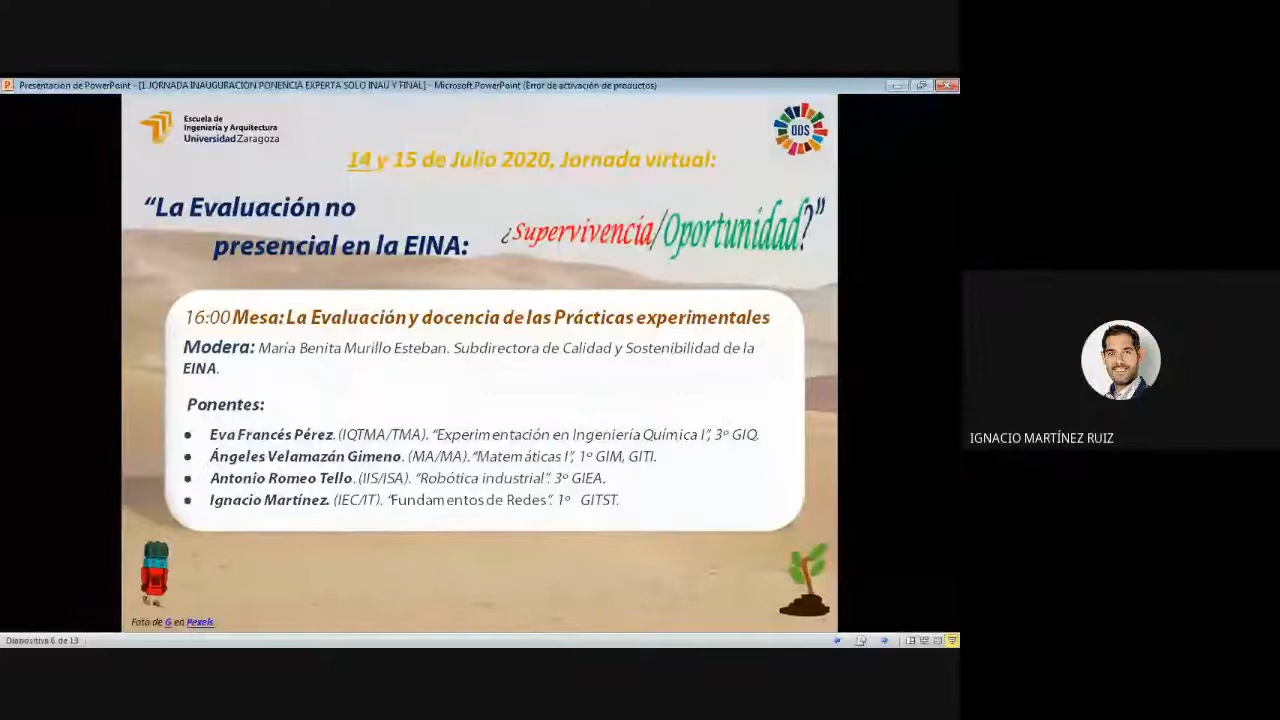 Presentación de PowerPoint - [1 JORNADA INAUGURACION PONENCIA EXPERTA SOLO INAU Y FINAL] - Microsoft PowerPoint (Error de activación de productos)
Escuela de
Ingeniería y Arquitectura
Universidad Zaragoza
ODS
14 y 15 de Julio 2020, Jornada virtual:
“La Evaluación no
presencial en la EINA:
¿Supervivencia/Oportunidad?”
16:00 Mesa: La Evaluación y docencia de las Prácticas experimentales
Modera: María Benita Murillo Esteban. Subdirectora de Calidad y Sostenibilidad de la
EINA.
Ponentes:
● Eva Francés Pérez. (IQTMA/TMA). “Experimentación en Ingeniería Química I”, 3º GIQ.
● Ángeles Velamazán Gimeno. (MA/MA). “Matemáticas I”, 1º GIM, GITI.
● Antonio Romeo Tello. (IIS/ISA). “Robótica industrial”. 3º GIEA.
● Ignacio Martínez. (IEC/IT). “Fundamentos de Redes”. 1º GITST.
IGNACIO MARTÍNEZ RUIZ
Foto de G en Pexels
Diapositiva 6 de 13